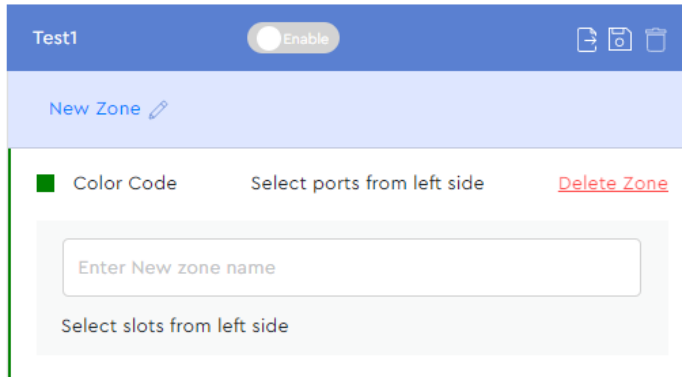 Test1 Enable
New Zone
Color Code Select ports from left side Delete Zone
Enter New zone name
Select slots from left side